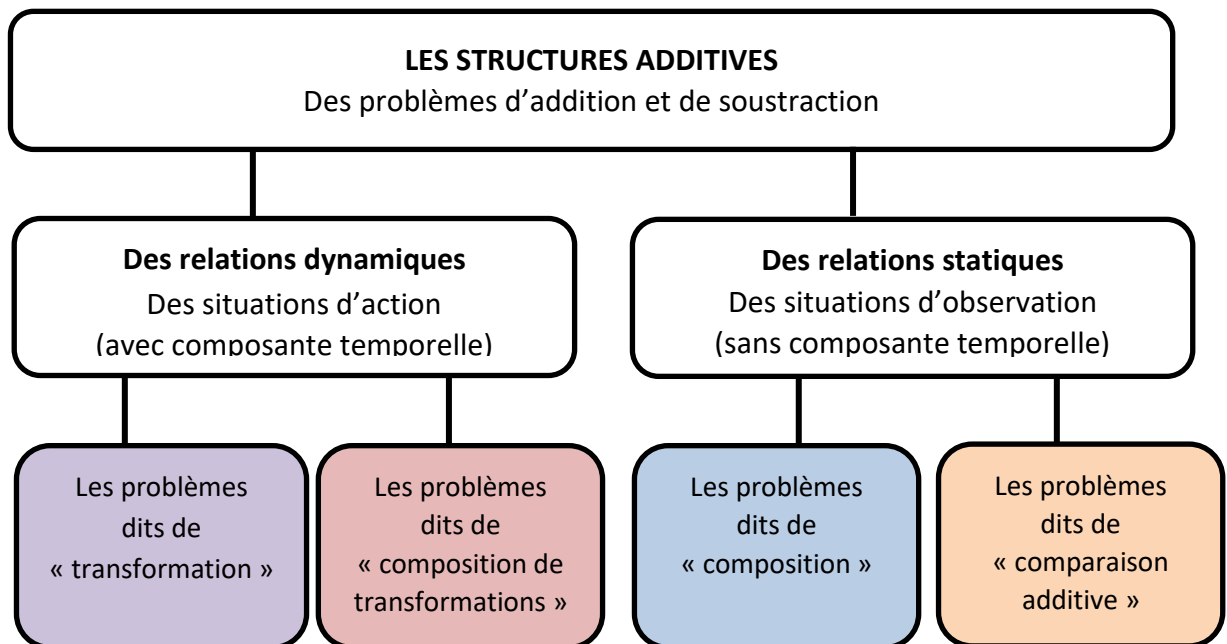 LES STRUCTURES ADDITIVES
Des problèmes d’addition et de soustraction
Des relations dynamiques
Des situations d’action
(avec composante temporelle)
Des relations statiques
Des situations d’observation
(sans composante temporelle)
Les problèmes
dits de
« transformation »
Les problèmes
dits de
« composition de
transformations »
Les problèmes
dits de
« composition »
Les problèmes
dits de
« comparaison
additive »